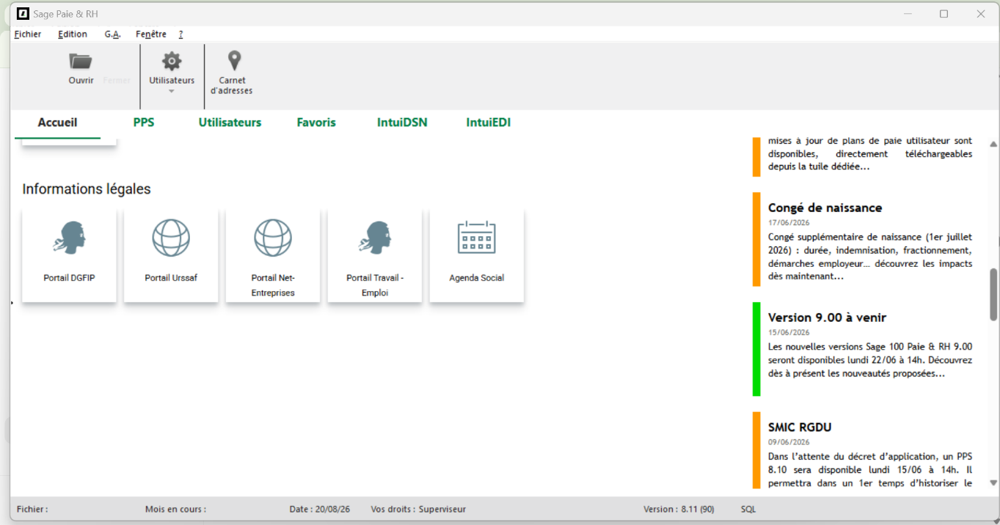 Sage Paie & RH
Fichier Edition G.A. Fenêtre ?
Ouvrir Fermer Utilisateurs Carnet
d'adresses
Accueil PPS Utilisateurs Favoris IntuiDSN IntuiEDI
Informations légales
Portail DGFIP
Portail Urssaf
Portail Net-
Entreprises
Portail Travail -
Emploi
Agenda Social
mises à jour de plans de paie utilisateur sont
disponibles, directement téléchargeables
depuis la tuile dédiée...
Congé de naissance
17/06/2026
Congé supplémentaire de naissance (1er juillet
2026) : durée, indemnisation, fractionnement,
démarches employeur... découvrez les impacts
dès maintenant...
Version 9.00 à venir
15/06/2026
Les nouvelles versions Sage 100 Paie & RH 9.00
seront disponibles lundi 22/06 à 14h. Découvrez
dès à présent les nouveautés proposées...
SMIC RGDU
09/06/2026
Dans l'attente du décret d'application, un PPS
8.10 sera disponible lundi 15/06 à 14h. Il
permettra dans un 1er temps d'historiser le
Fichier : Mois en cours : Date : 20/08/26 Vos droits : Superviseur Version : 8.11 (90) SQL